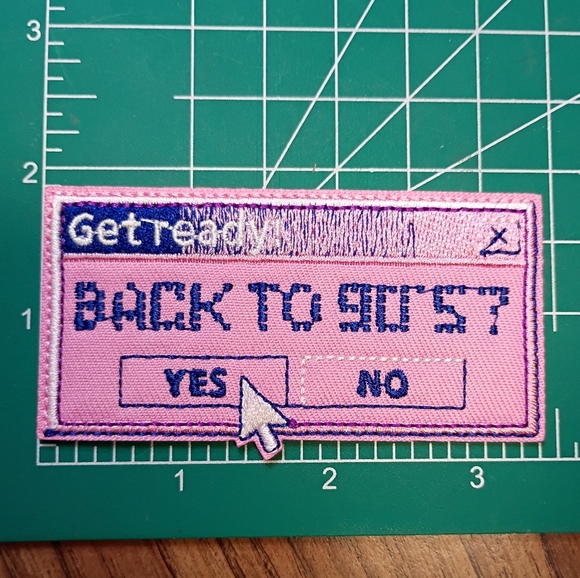 3
2
Get ready!
X
BACK TO 90'S?
1
YES NO
1 2 3